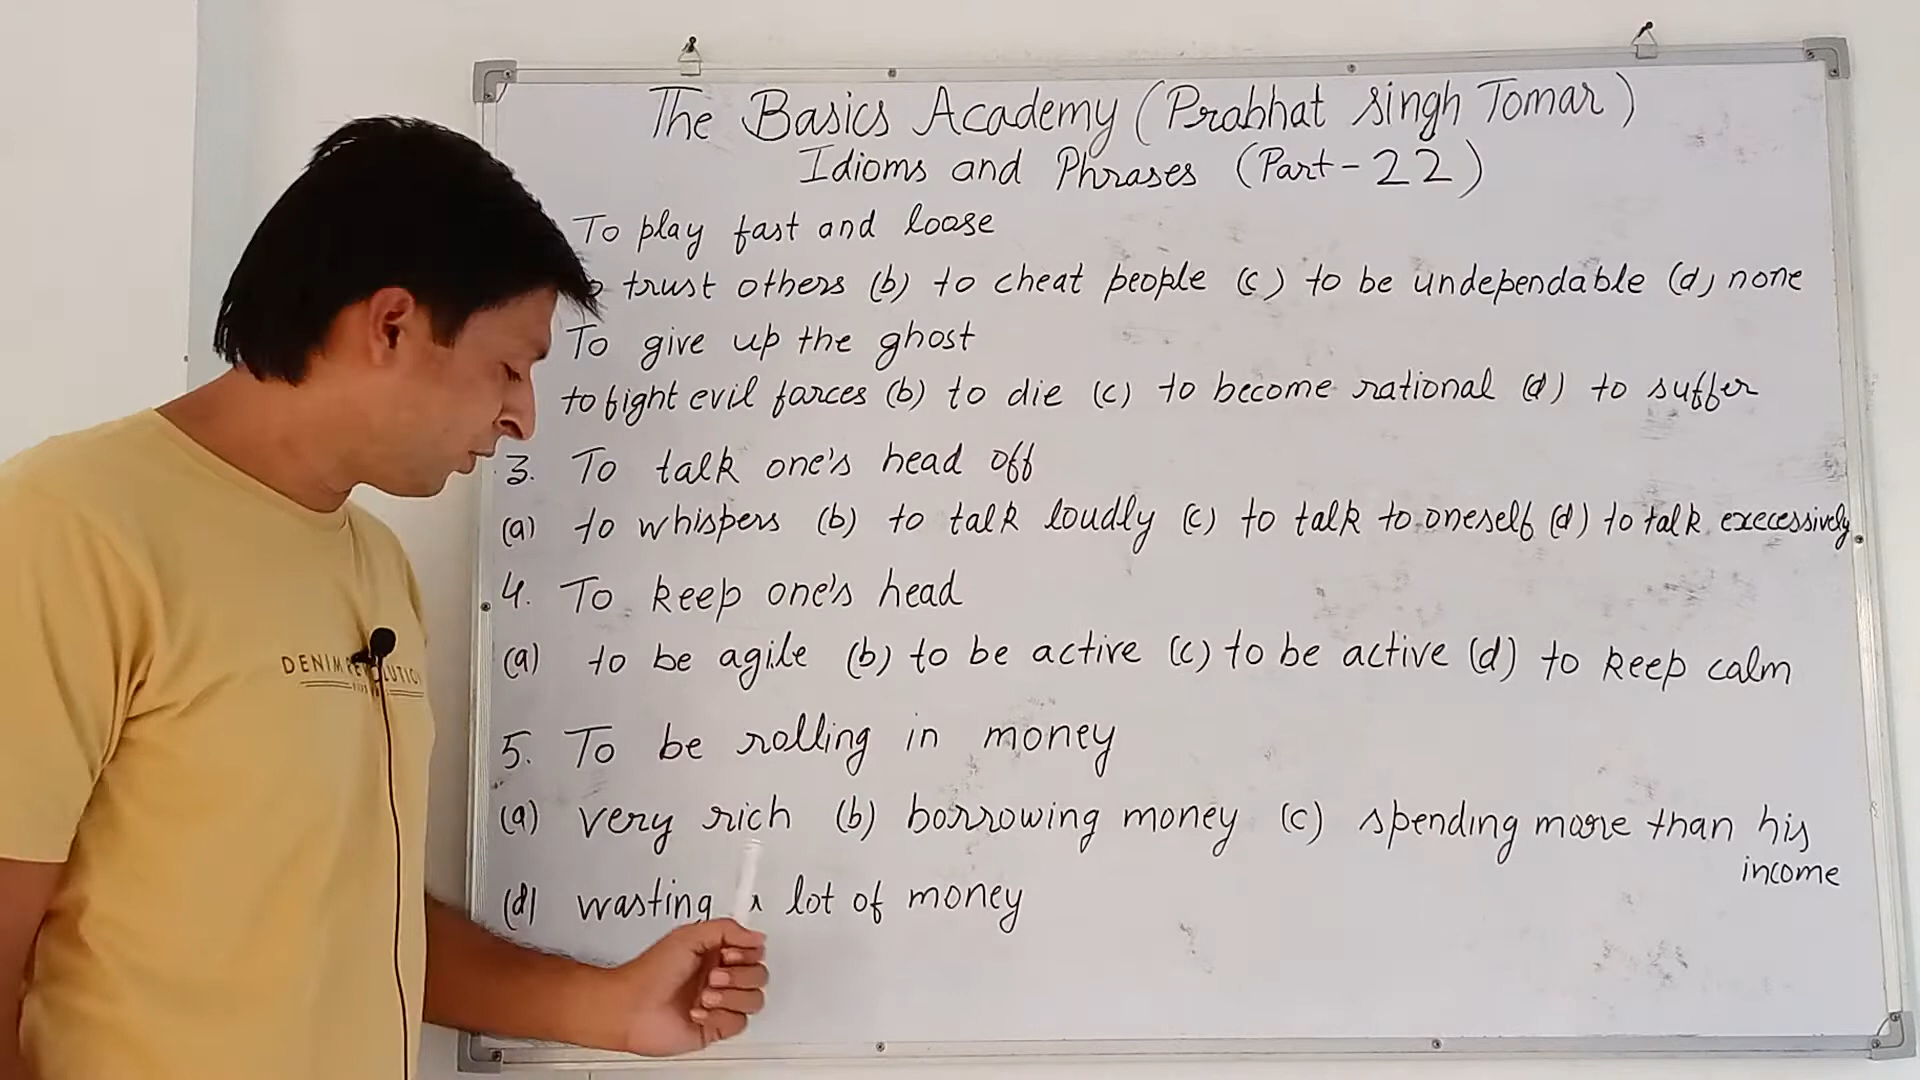 The Basics Academy (Prabhat singh Tomar)
Idioms and Phrases (Part-22)
To play fast and loose
trust others (b) to cheat people (c) to be undependable (d) none
To give up the ghost
to fight evil forces (b) to die (c) to become rational (d) to suffer
3. To talk one's head off
(a) to whispers (b) to talk loudly (c) to talk to oneself (d) to talk execessively
4. To keep one's head
(a) to be agile (b) to be active (c) to be active (d) to keep calm
5. To be rolling in money
(a) very rich (b) borrowing money (c) spending more than his
income
(d) wasting a lot of money
DENIM REVOLUTION